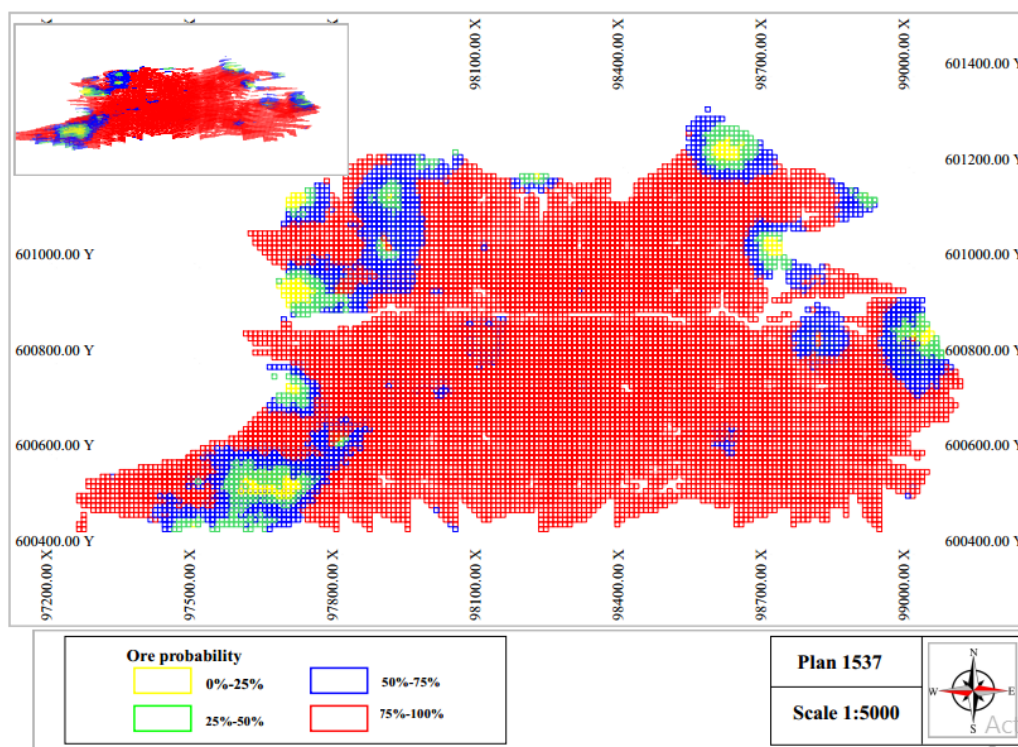 98100.00 X
98400.00 X
98700.00 X
99000.00 X
601400.00 Y
601200.00 Y
601000.00 Y
601000.00 Y
600800.00 Y
600800.00 Y
600600.00 Y
600600.00 Y
600400.00 Y
600400.00 Y
97200.00 X
97500.00 X
97800.00 X
98100.00 X
98400.00 X
98700.00 X
99000.00 X
Ore probability
0%-25%
50%-75%
25%-50%
75%-100%
Plan 1537
Scale 1:5000
N
W
E
S
Act